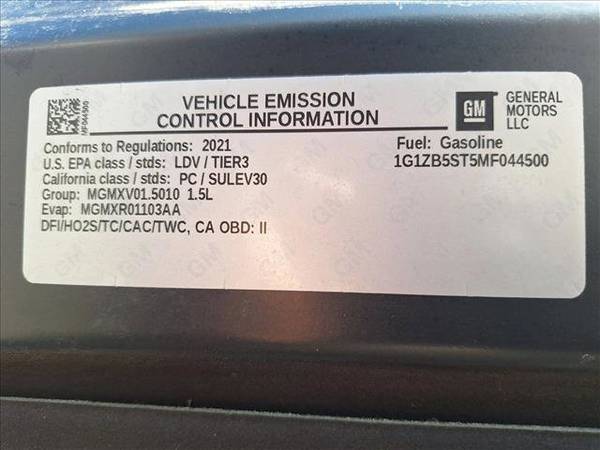 MF044500
VEHICLE EMISSION
CONTROL INFORMATION
GM
GENERAL
MOTORS
LLC
Conforms to Regulations: 2021
U.S. EPA class / stds: LDV / TIER3
California class / stds: PC / SULEV30
Group: MGMXV01.5010 1.5L
Evap: MGMXR01103AA
DFI/HO2S/TC/CAC/TWC, CA OBD: II
Fuel: Gasoline
1G1ZB5ST5MF044500